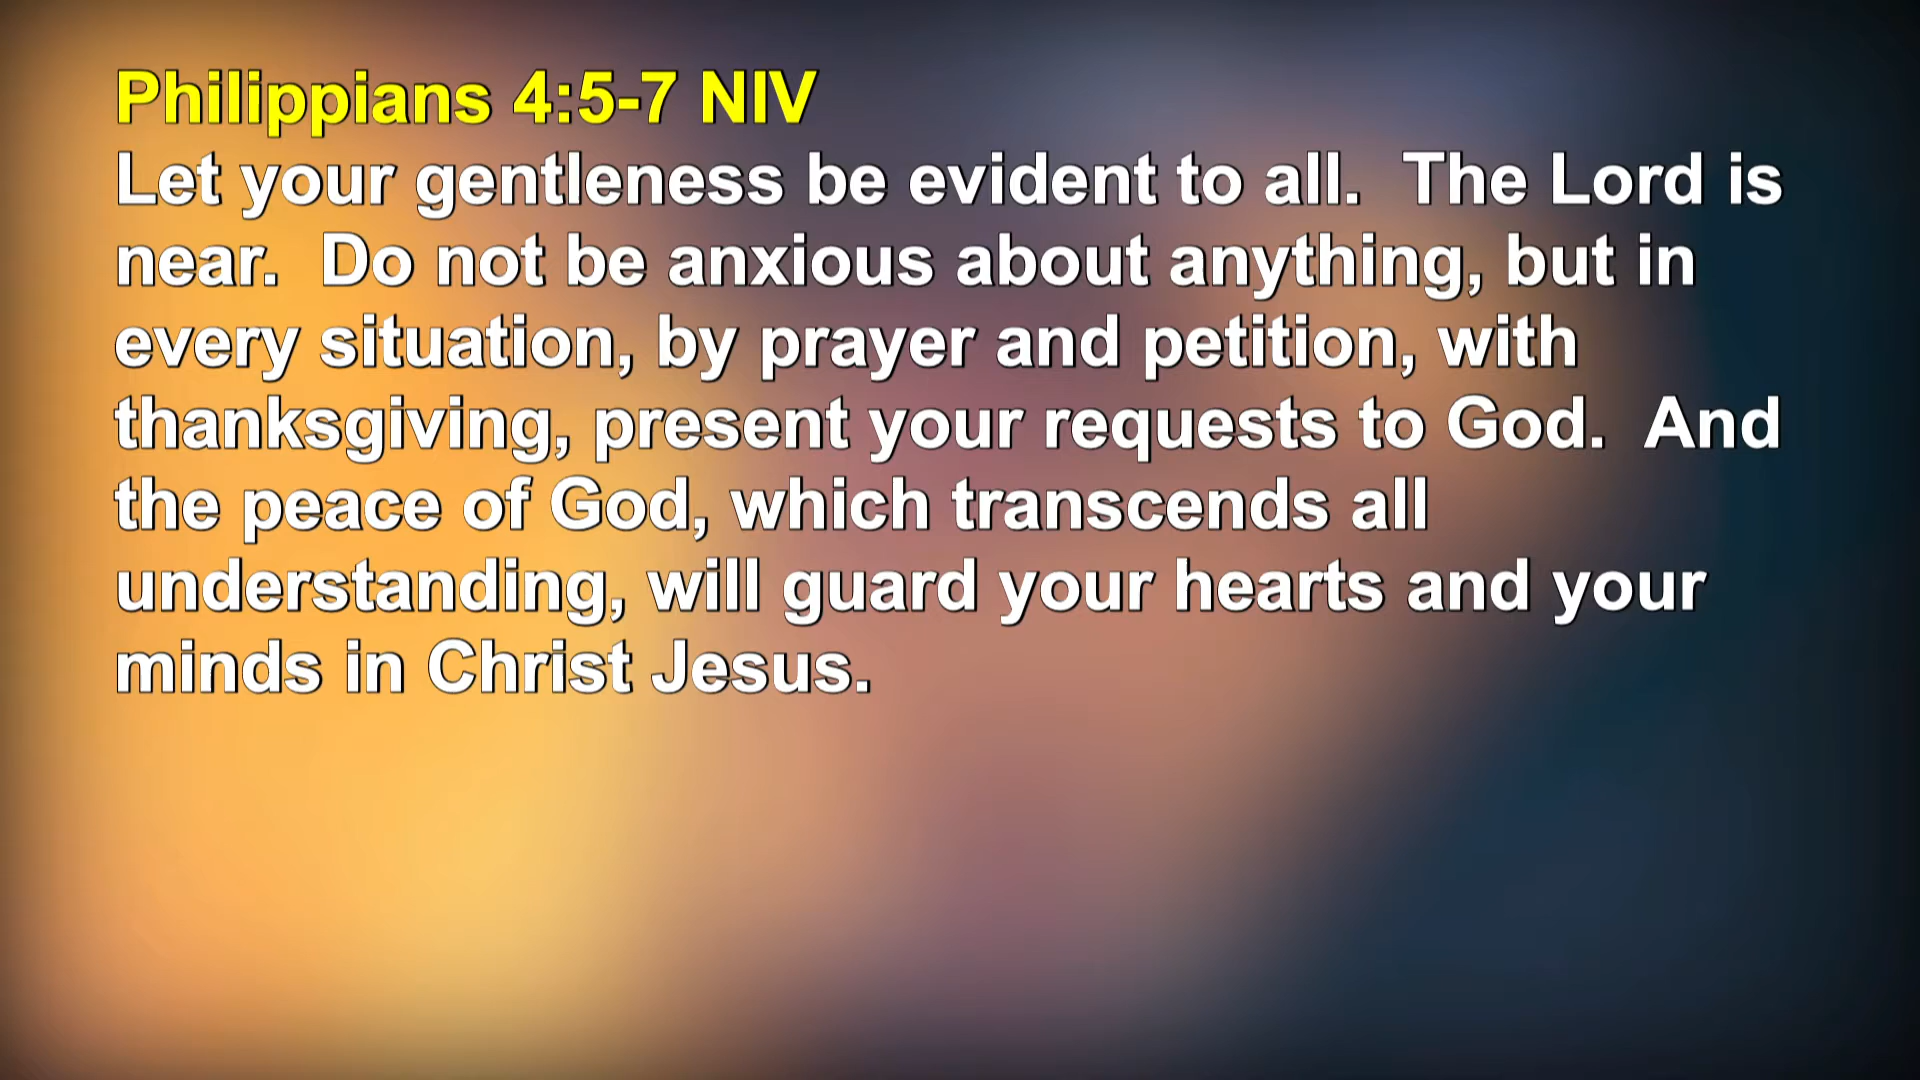 Philippians 4:5-7 NIV
Let your gentleness be evident to all.  The Lord is
near.  Do not be anxious about anything, but in
every situation, by prayer and petition, with
thanksgiving, present your requests to God.  And
the peace of God, which transcends all
understanding, will guard your hearts and your
minds in Christ Jesus.